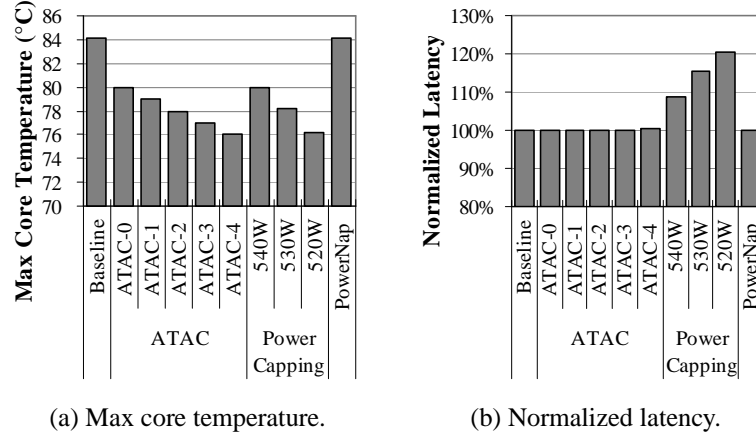 Max Core Temperature (°C)
86
84
82
80
78
76
74
72
70
Baseline
ATAC-0
ATAC-1
ATAC-2
ATAC-3
ATAC-4
540W
530W
520W
PowerNap
ATAC
Power
Capping
(a) Max core temperature.
Normalized Latency
130%
120%
110%
100%
90%
80%
Baseline
ATAC-0
ATAC-1
ATAC-2
ATAC-3
ATAC-4
540W
530W
520W
PowerNap
ATAC
Power
Capping
(b) Normalized latency.